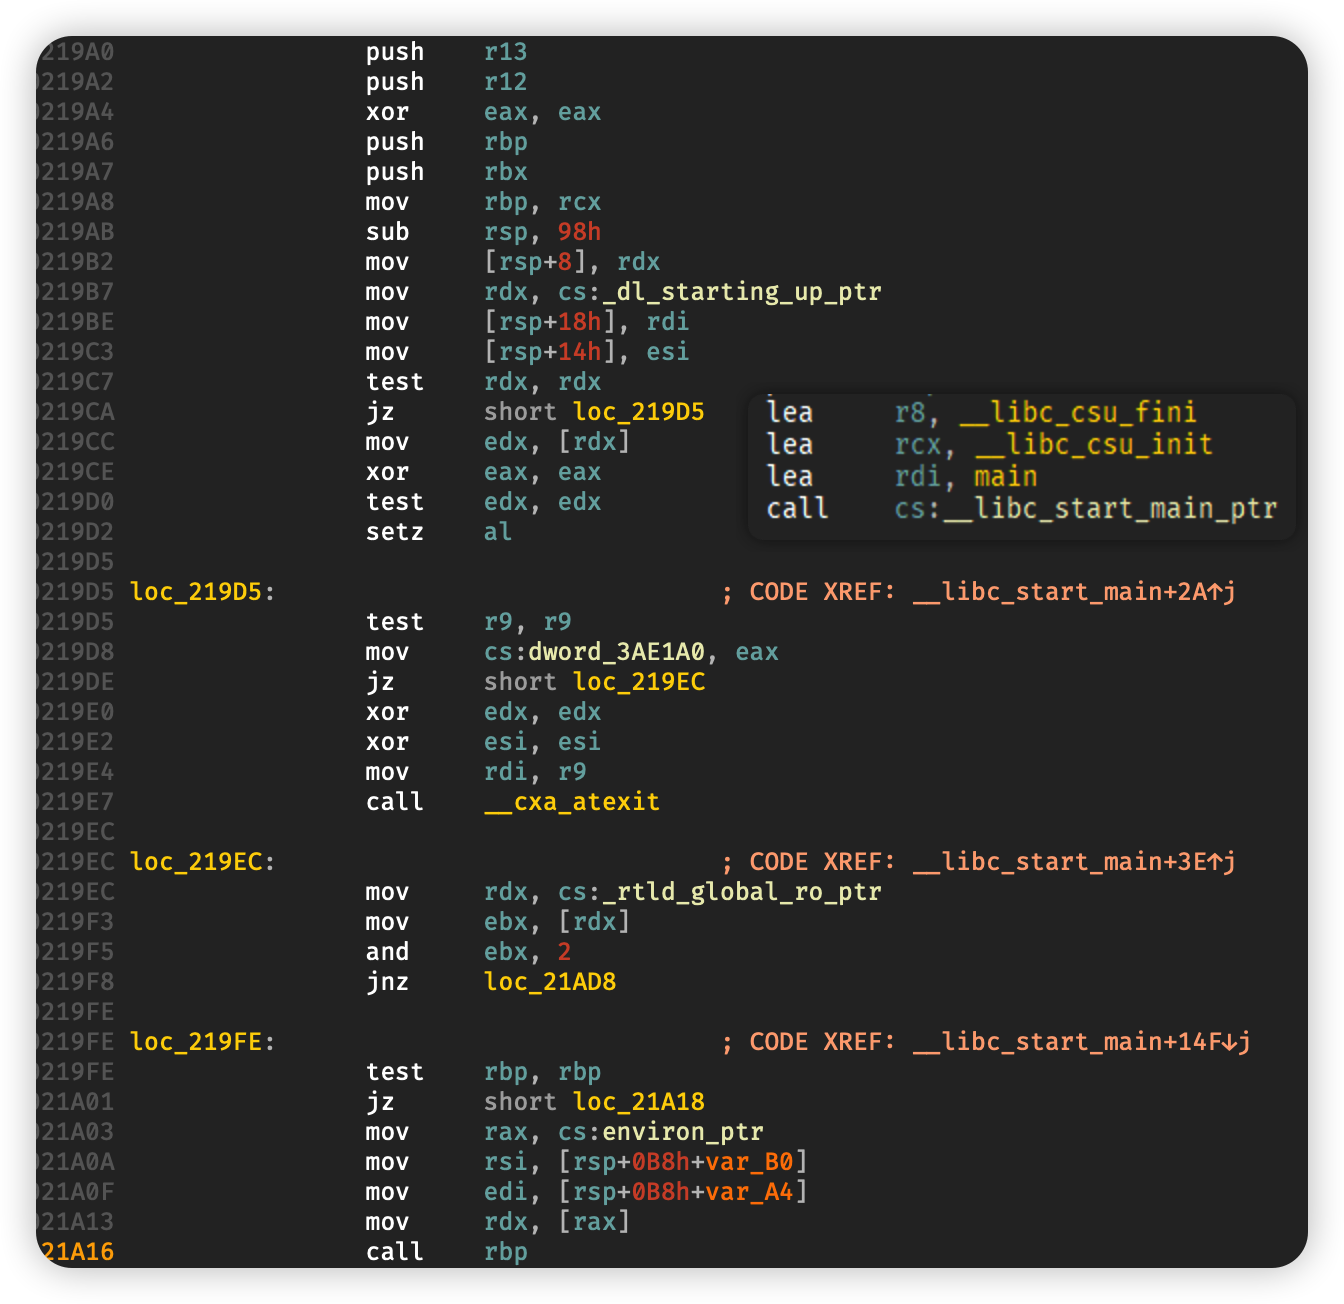 219A0 push r13
219A2 push r12
219A4 xor eax, eax
219A6 push rbp
219A7 push rbx
219A8 mov rbp, rcx
219AB sub rsp, 98h
219B2 mov [rsp+8], rdx
219B7 mov rdx, cs:_dl_starting_up_ptr
219BE mov [rsp+18h], rdi
219C3 mov [rsp+14h], esi
219C7 test rdx, rdx
219CA jz short loc_219D5
219CC mov edx, [rdx]
219CE xor eax, eax
219D0 test edx, edx
219D2 setz al
219D5
219D5 loc_219D5: ; CODE XREF: __libc_start_main+2A↑j
219D5 test r9, r9
219D8 mov cs:dword_3AE1A0, eax
219DE jz short loc_219EC
219E0 xor edx, edx
219E2 xor esi, esi
219E4 mov rdi, r9
219E7 call __cxa_atexit
219EC
219EC loc_219EC: ; CODE XREF: __libc_start_main+3E↑j
219EC mov rdx, cs:_rtld_global_ro_ptr
219F3 mov ebx, [rdx]
219F5 and ebx, 2
219F8 jnz loc_21AD8
219FE
219FE loc_219FE: ; CODE XREF: __libc_start_main+14F↓j
219FE test rbp, rbp
21A01 jz short loc_21A18
21A03 mov rax, cs:environ_ptr
21A0A mov rsi, [rsp+0B8h+var_B0]
21A0F mov edi, [rsp+0B8h+var_A4]
21A13 mov rdx, [rax]
21A16 call rbp
lea r8, __libc_csu_fini
lea rcx, __libc_csu_init
lea rdi, main
call cs:__libc_start_main_ptr